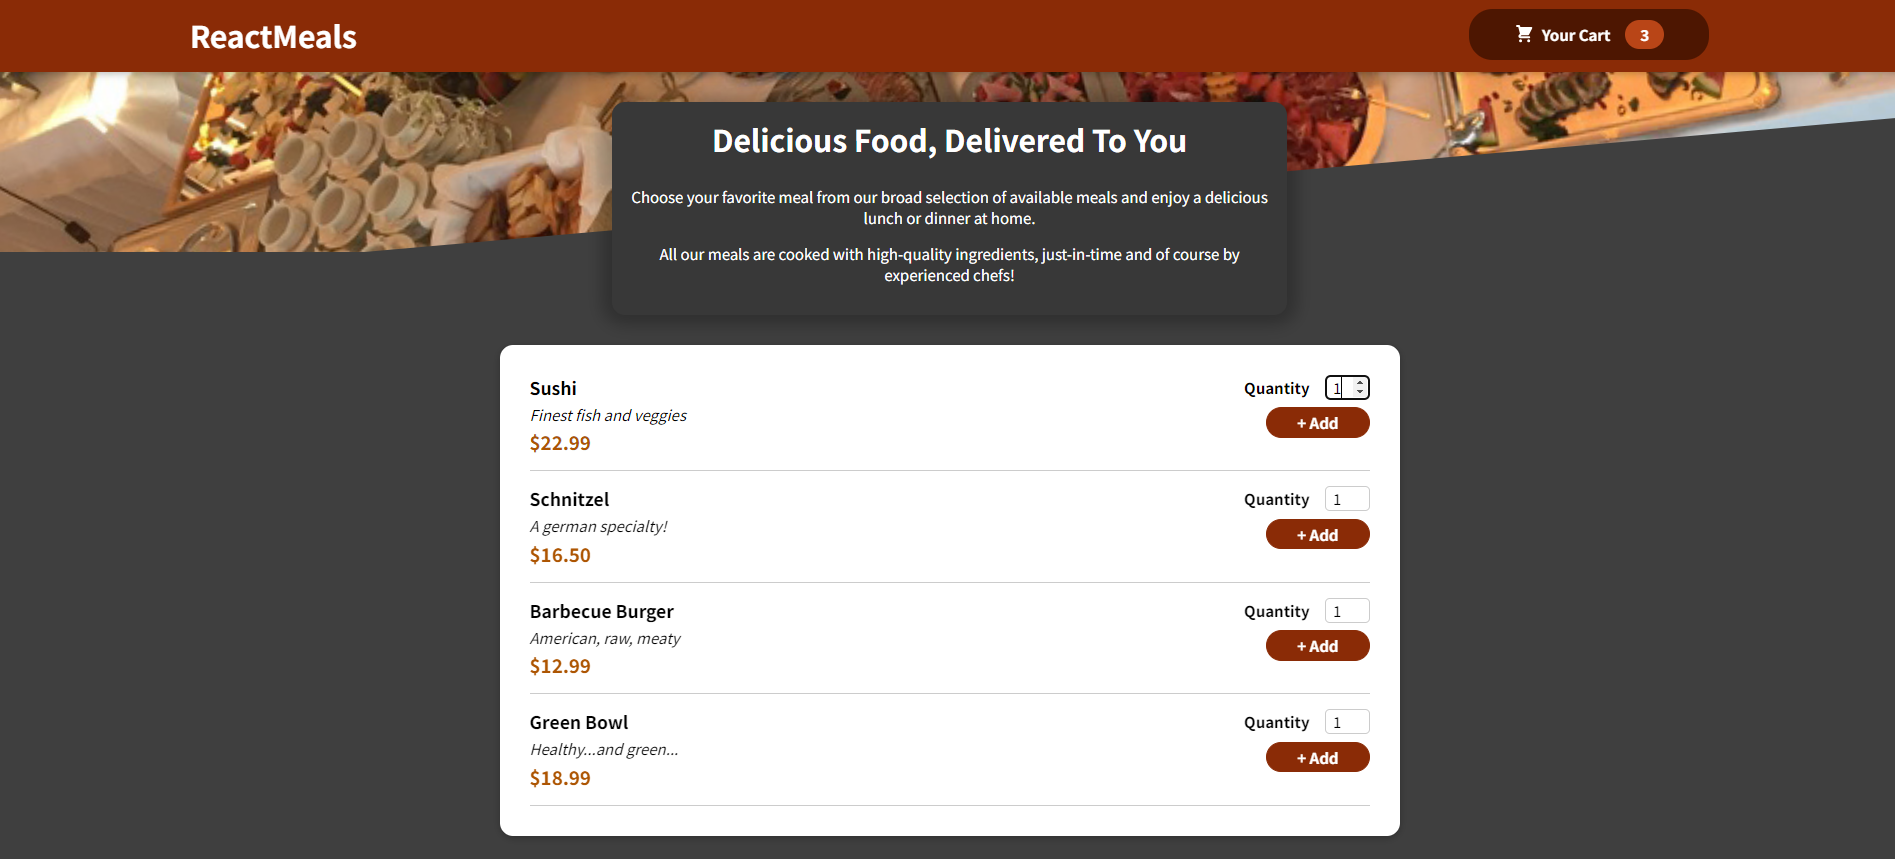 ReactMeals
Your Cart 3
Delicious Food, Delivered To You
Choose your favorite meal from our broad selection of available meals and enjoy a delicious
lunch or dinner at home.
All our meals are cooked with high-quality ingredients, just-in-time and of course by
experienced chefs!
Sushi
Finest fish and veggies
$22.99
Quantity 1
+ Add
Schnitzel
A german specialty!
$16.50
Quantity 1
+ Add
Barbecue Burger
American, raw, meaty
$12.99
Quantity 1
+ Add
Green Bowl
Healthy...and green...
$18.99
Quantity 1
+ Add